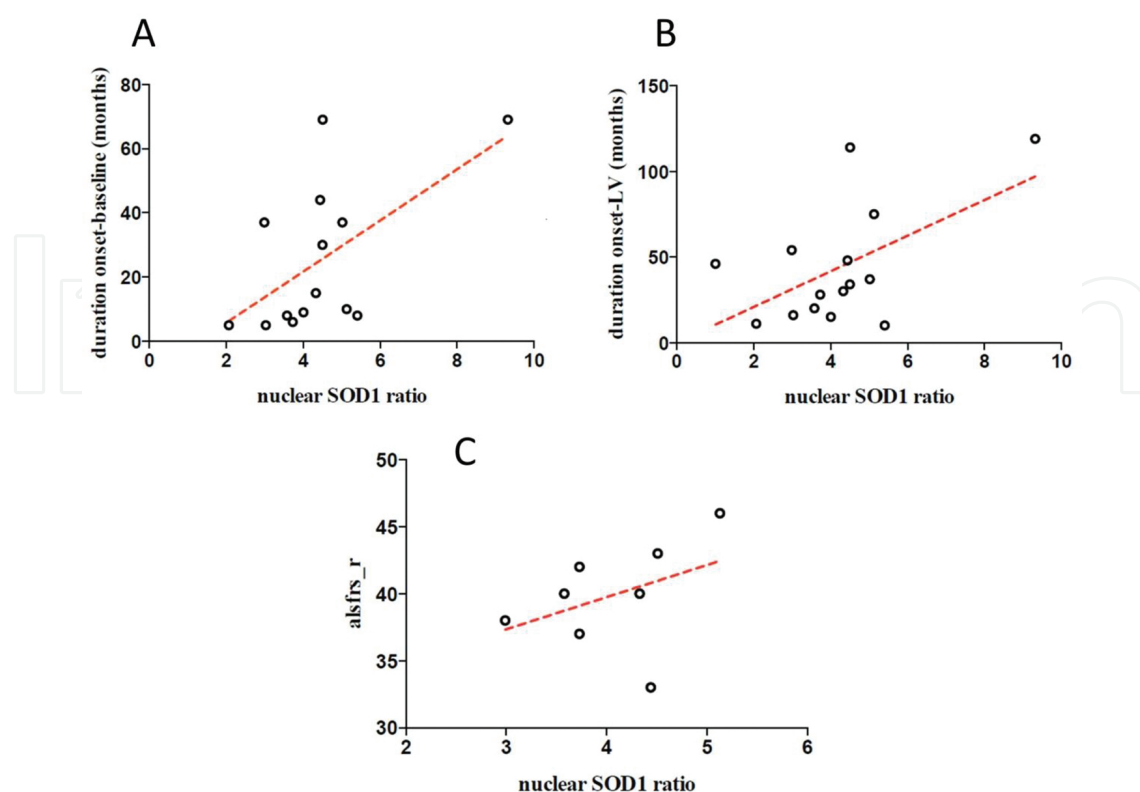 A
80
60
40
20
0
duration onset-baseline (months)
0 2 4 6 8 10
nuclear SOD1 ratio
B
150
100
50
0
duration onset-LV (months)
0 2 4 6 8 10
nuclear SOD1 ratio
C
50
45
40
35
30
alsfrs_r
2 3 4 5 6
nuclear SOD1 ratio